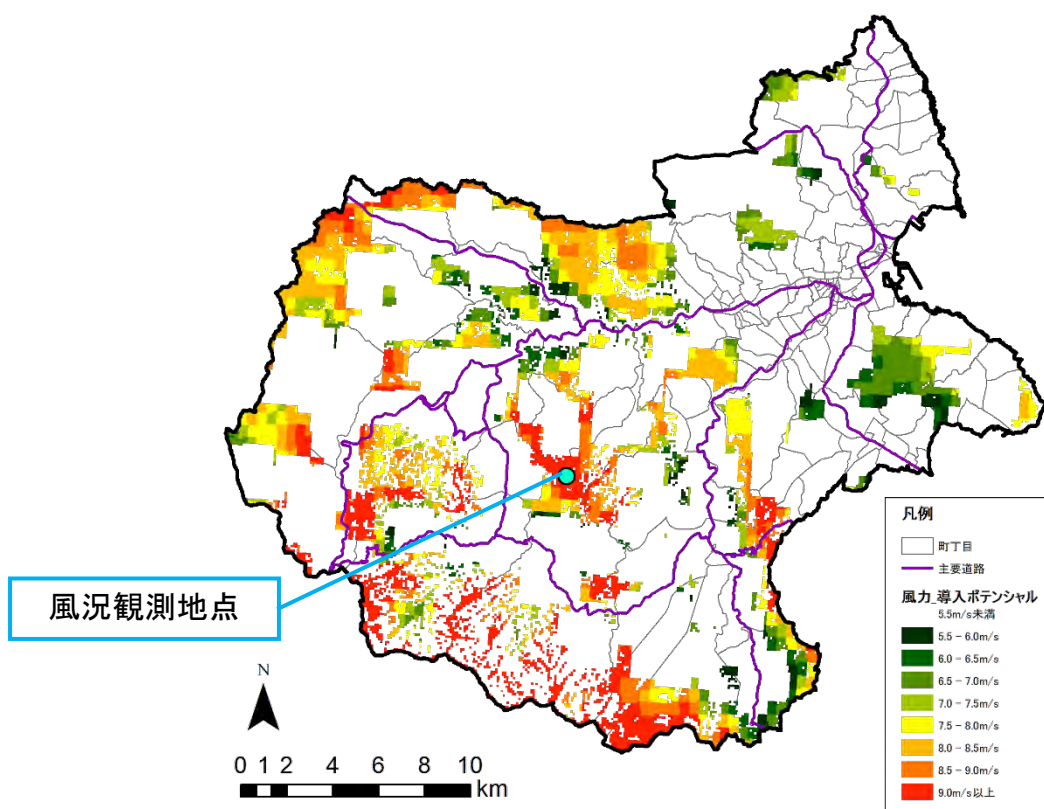 風況観測地点
N
0 1 2 4 6 8 10
km
凡例
町丁目
主要道路
風力_導入ポテンシャル
5.5m/s未満
5.5 - 6.0m/s
6.0 - 6.5m/s
6.5 - 7.0m/s
7.0 - 7.5m/s
7.5 - 8.0m/s
8.0 - 8.5m/s
8.5 - 9.0m/s
9.0m/s以上